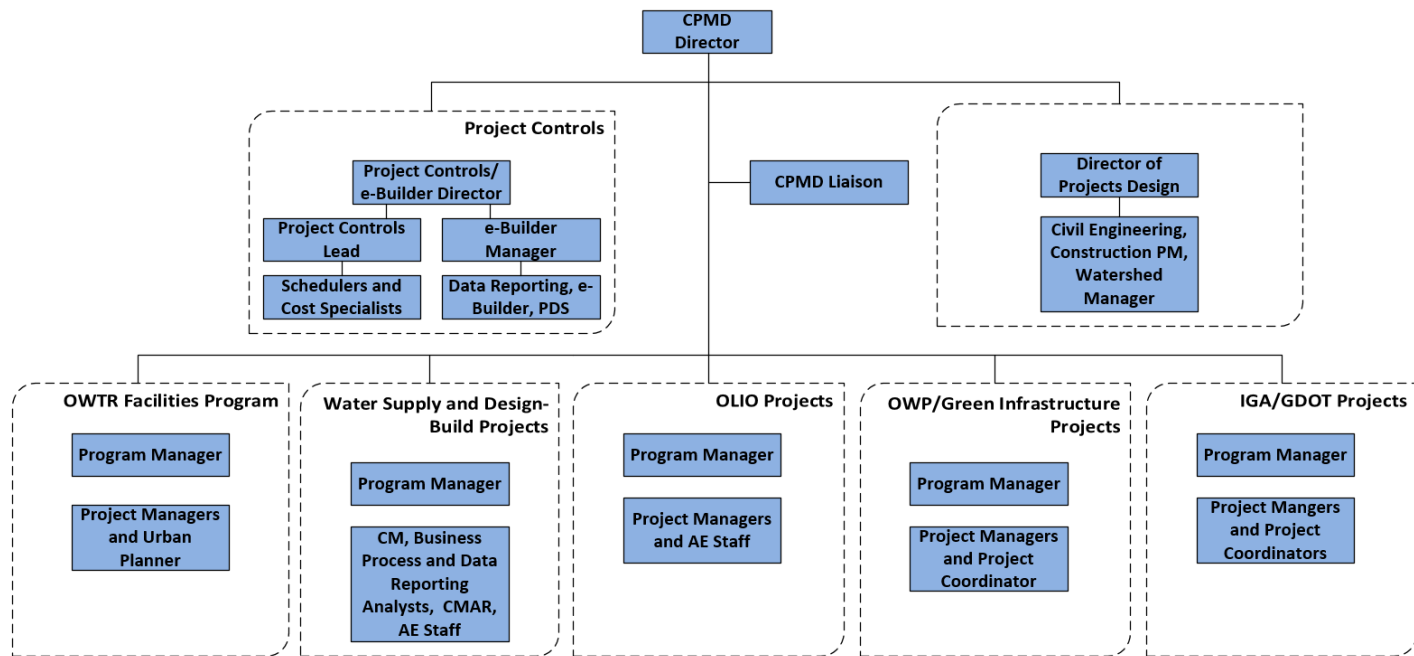 CPMD
Director
Project Controls
Project Controls/
e-Builder Director
Project Controls
Lead
e-Builder
Manager
Schedulers and
Cost Specialists
Data Reporting, e-
Builder, PDS
CPMD Liaison
Director of
Projects Design
Civil Engineering,
Construction PM,
Watershed
Manager
OWTR Facilities Program
Program Manager
Project Managers
and Urban
Planner
Water Supply and Design-
Build Projects
Program Manager
CM, Business
Process and Data
Reporting
Analysts, CMAR,
AE Staff
OLIO Projects
Program Manager
Project Managers
and AE Staff
OWP/Green Infrastructure
Projects
Program Manager
Project Managers
and Project
Coordinator
IGA/GDOT Projects
Program Manager
Project Mangers
and Project
Coordinators